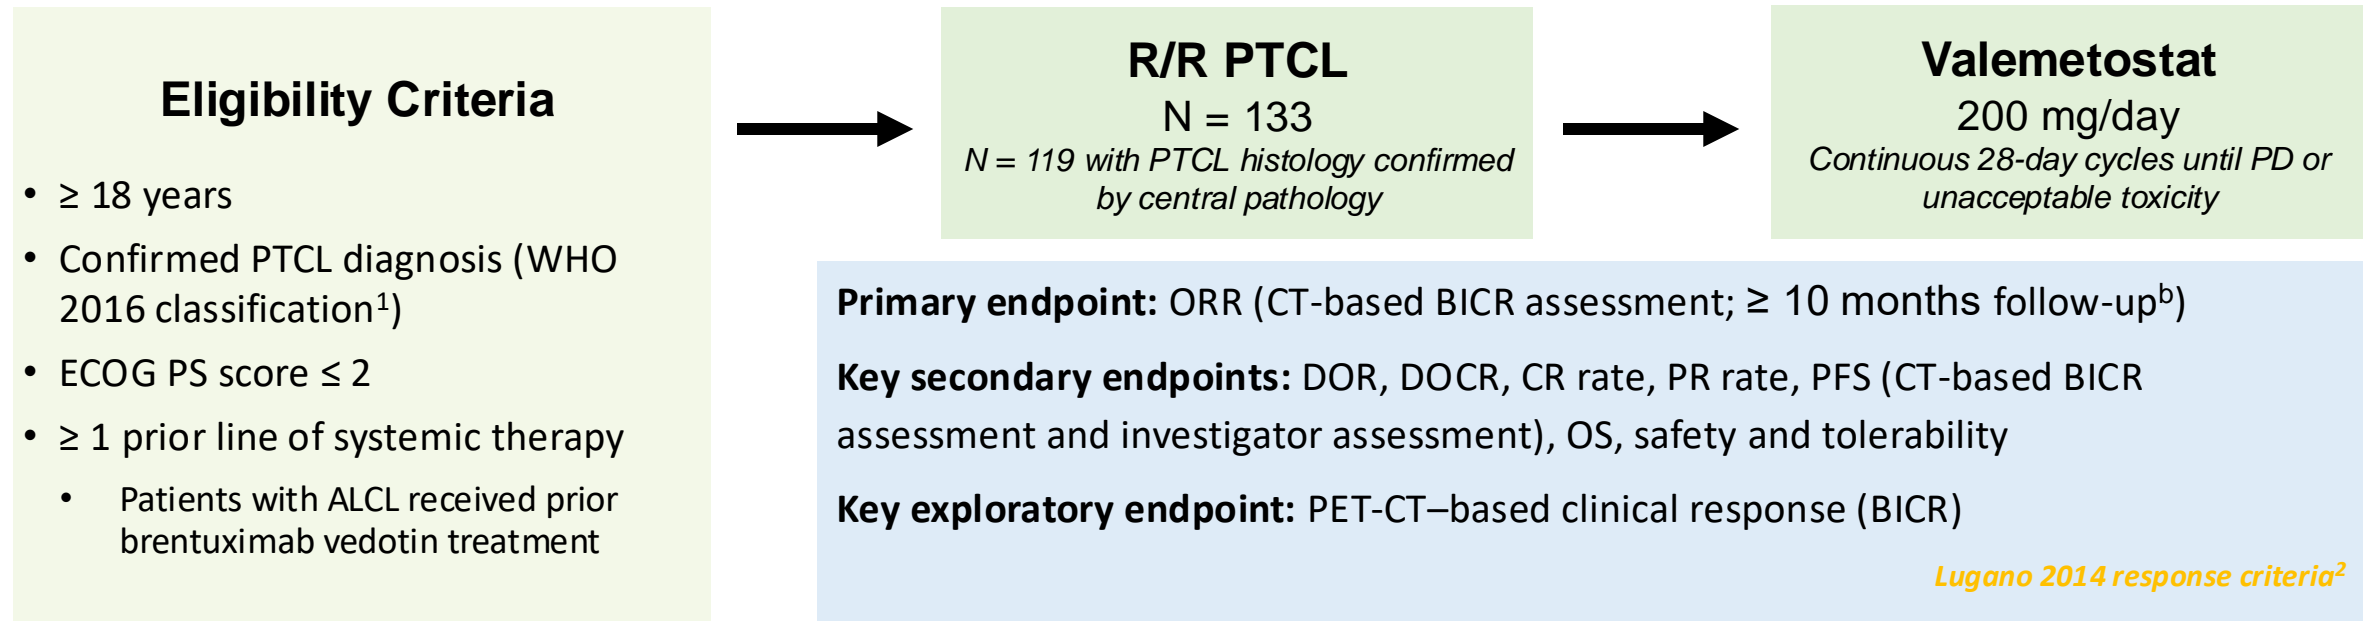 Eligibility Criteria
• ≥ 18 years
• Confirmed PTCL diagnosis (WHO
2016 classification¹)
• ECOG PS score ≤ 2
• ≥ 1 prior line of systemic therapy
• Patients with ALCL received prior
brentuximab vedotin treatment
R/R PTCL
N = 133
N = 119 with PTCL histology confirmed
by central pathology
Valemetostat
200 mg/day
Continuous 28-day cycles until PD or
unacceptable toxicity
Primary endpoint: ORR (CT-based BICR assessment; ≥ 10 months follow-upᵇ)
Key secondary endpoints: DOR, DOCR, CR rate, PR rate, PFS (CT-based BICR
assessment and investigator assessment), OS, safety and tolerability
Key exploratory endpoint: PET-CT–based clinical response (BICR)
Lugano 2014 response criteria²